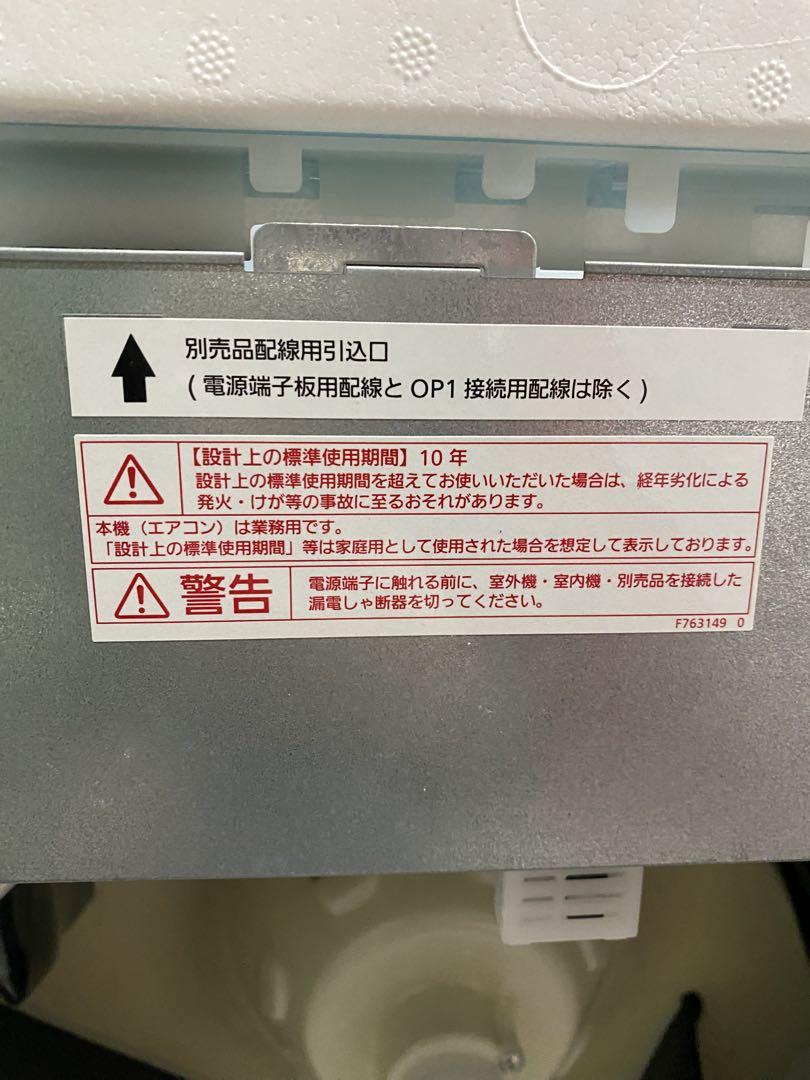 別売品配線用引込口
(電源端子板用配線と OP1 接続用配線は除く)
【設計上の標準使用期間】10 年
設計上の標準使用期間を超えてお使いいただいた場合は、経年劣化による
発火・けが等の事故に至るおそれがあります。
本機（エアコン）は業務用です。
「設計上の標準使用期間」等は家庭用として使用された場合を想定して表示しております。
警告
電源端子に触れる前に、室外機・室内機・別売品を接続した
漏電しゃ断器を切ってください。
F763149 0